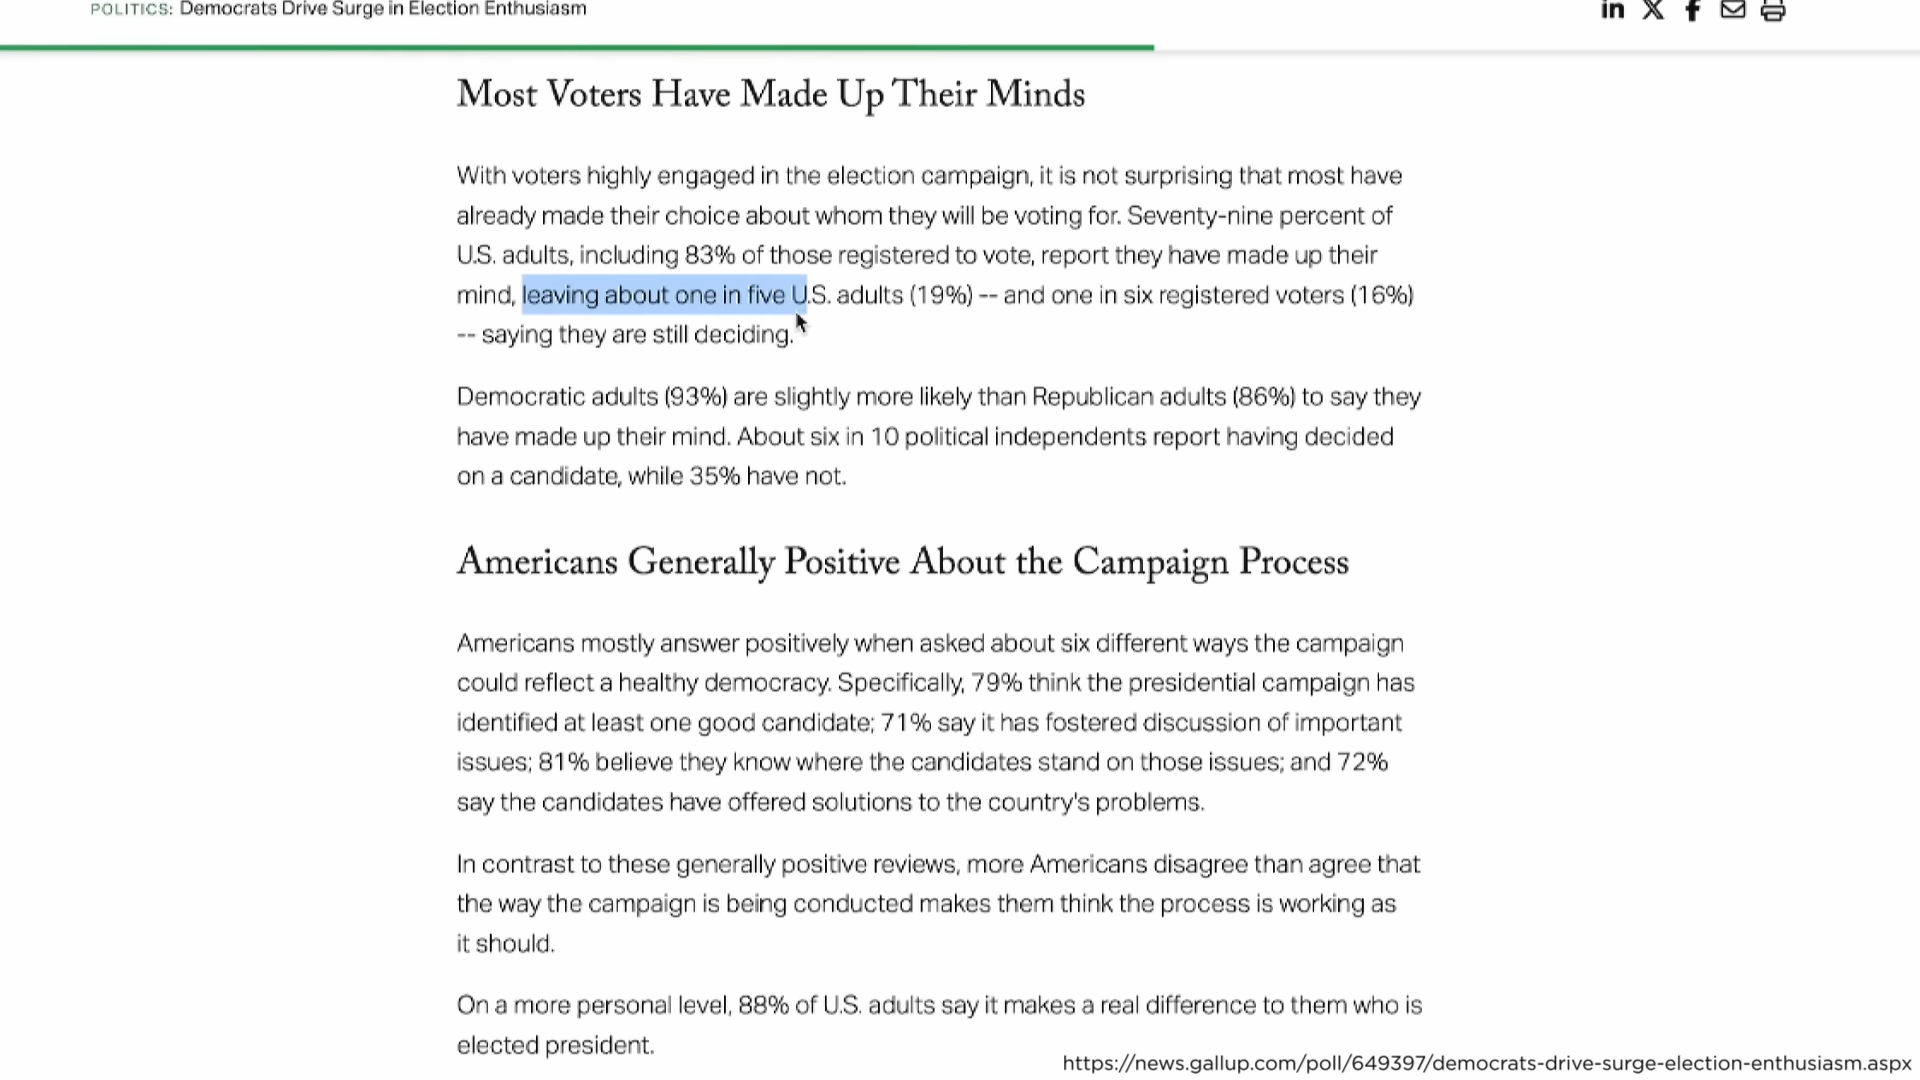 POLITICS: Democrats Drive Surge in Election Enthusiasm
Most Voters Have Made Up Their Minds
With voters highly engaged in the election campaign, it is not surprising that most have
already made their choice about whom they will be voting for. Seventy-nine percent of
U.S. adults, including 83% of those registered to vote, report they have made up their
mind, leaving about one in five U.S. adults (19%) -- and one in six registered voters (16%)
-- saying they are still deciding.
Democratic adults (93%) are slightly more likely than Republican adults (86%) to say they
have made up their mind. About six in 10 political independents report having decided
on a candidate, while 35% have not.
Americans Generally Positive About the Campaign Process
Americans mostly answer positively when asked about six different ways the campaign
could reflect a healthy democracy. Specifically, 79% think the presidential campaign has
identified at least one good candidate; 71% say it has fostered discussion of important
issues; 81% believe they know where the candidates stand on those issues; and 72%
say the candidates have offered solutions to the country's problems.
In contrast to these generally positive reviews, more Americans disagree than agree that
the way the campaign is being conducted makes them think the process is working as
it should.
On a more personal level, 88% of U.S. adults say it makes a real difference to them who is
elected president.
https://news.gallup.com/poll/649397/democrats-drive-surge-election-enthusiasm.aspx